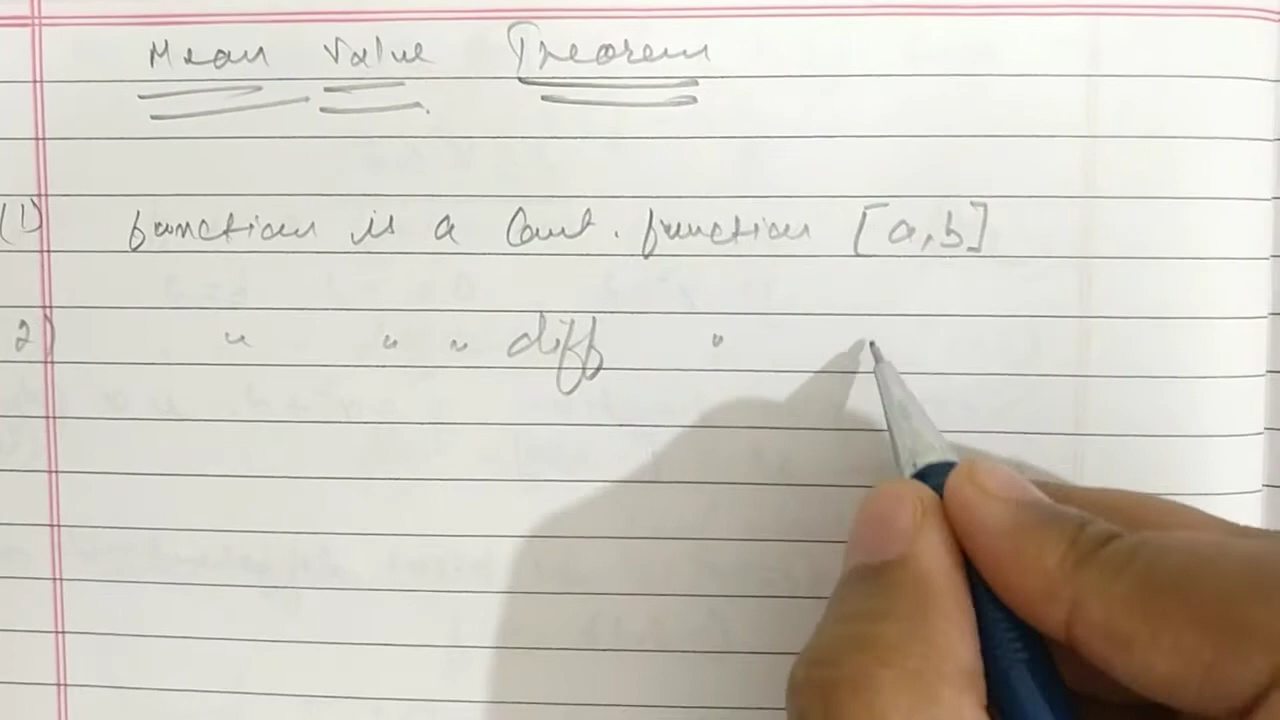 Mean Value Theorem
(1) function is a Cont. function [a,b]
2) " " " diff "